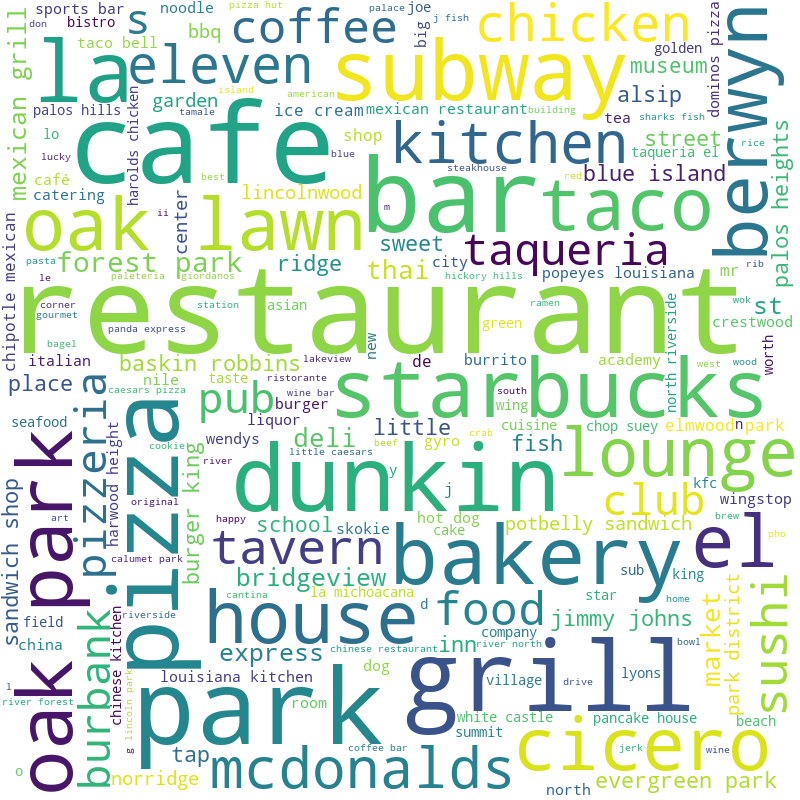 sports bar
don
bistro
s
noodle
pizza hut
coffee
palace
joe
big
j fish
chicken
golden
dominos pizza
berwyn
mexican grill
taco bell
la
eleven
bbq
subway
museum
island
american
garden
ice cream
mexican restaurant
building
alsip
palos hills
tamale
harolds chicken
cafe
shop
tea
sharks fish
lo
blue
kitchen
street
rice
lucky
steakhouse
taqueria el
café
best
lincolnwood
red
blue island
palos heights
catering
oak lawn
center
ii
m
bar
taco
chipotle mexican
sweet
taqueria
pasta
forest park
ridge
thai
city
popeyes louisiana
mr
rib
le
paleteria
giordanos
hickory hills
st
restaurant
corner
gourmet
station
asian
new
ramen
green
north riverside
wok
crestwood
panda express
bagel
italian
lakeview
de
burrito
academy
west
wood
worth
place
baskin robbins
nile
taste
ristorante
starbucks
south
caesars pizza
wine bar
pub
burger
wing
seafood
pizzeria
liquor
little
cuisine
chop suey
elmwood park
n
oak park
harwood height
pizza
wendys
deli
gyro
beef
crab
fish
lounge
cookie
river
burger king
little caesars
y
dunkin
kfc
sandwich shop
original
j
club
wingstop
art
happy
school
skokie
hot dog
cake
potbelly sandwich
brew
pho
field
china
calumet park
tavern
bakery
el
bridgeview
sub
king
burbank
chinese kitchen
riverside
cantina
la michoacana
d
food
star
home
market
park district
sushi
house
jimmy johns
company
express
chinese restaurant
inn
river north
bowl
l
river forest
g
lincoln park
louisiana kitchen
dog
grill
village
drive
lyons
park
room
white castle
pancake house
beach
summit
cicero
o
tap
norridge
mcdonalds
coffee bar
jerk
wine
north
evergreen park